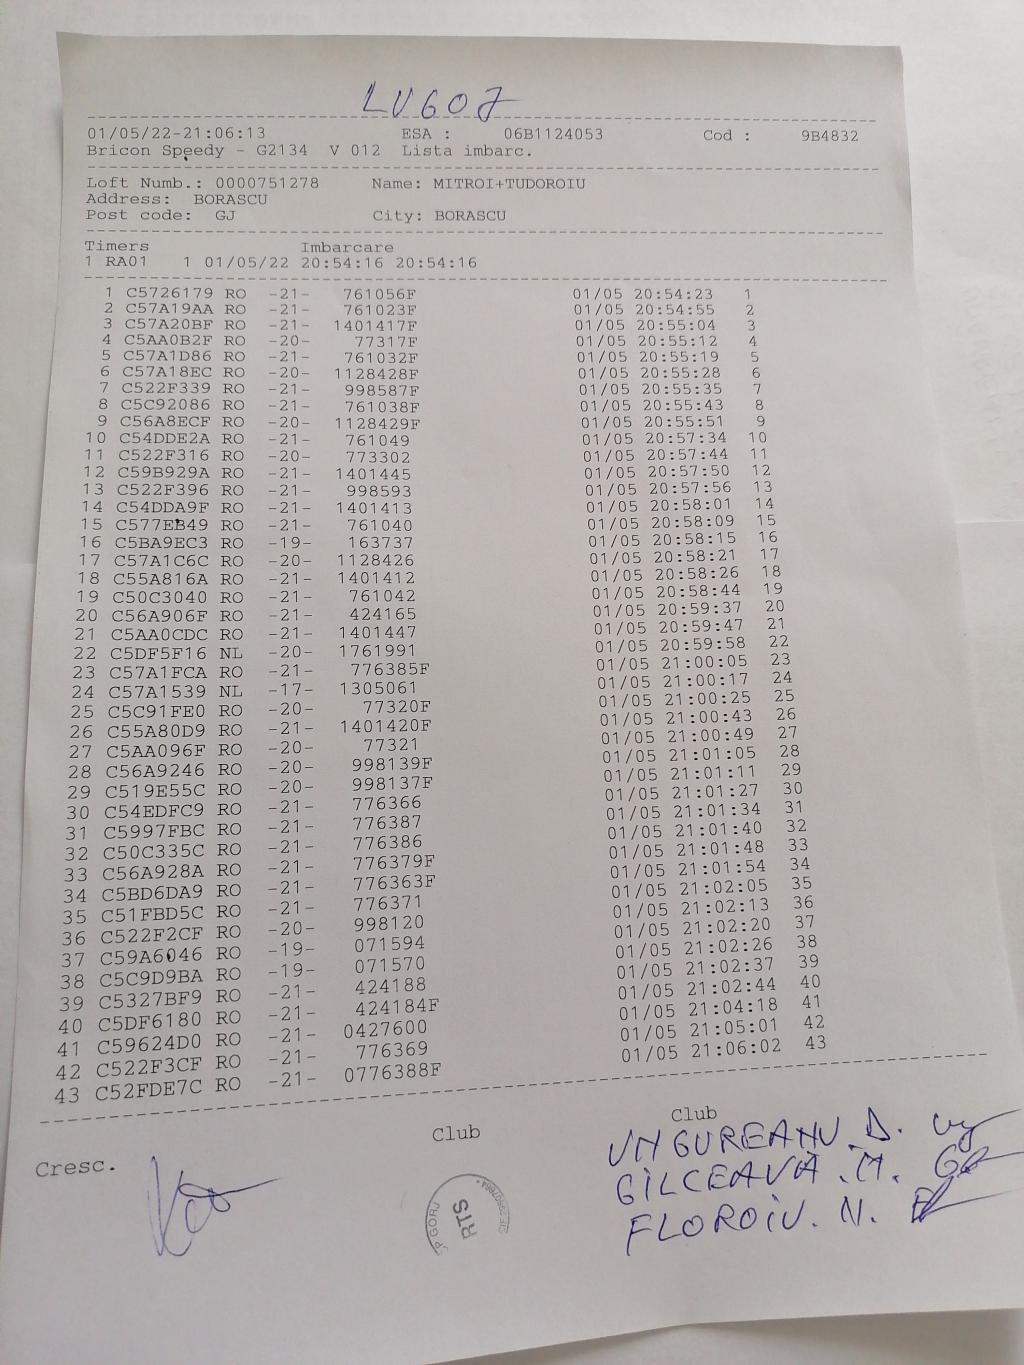 LUGOJ
01/05/22-21:06:13 ESA : 06B1124053 Cod : 9B4832
Bricon Speedy - G2134 V 012 Lista imbarc.
Loft Numb.: 0000751278 Name: MITROI+TUDOROIU
Address: BORASCU
Post code: GJ City: BORASCU
Timers Imbarcare
1 RA01 1 01/05/22 20:54:16 20:54:16
1 C5726179 RO -21- 761056F 01/05 20:54:23 1
2 C57A19AA RO -21- 761023F 01/05 20:54:55 2
3 C57A20BF RO -21- 1401417F 01/05 20:55:04 3
4 C5AA0B2F RO -20- 77317F 01/05 20:55:12 4
5 C57A1D86 RO -21- 761032F 01/05 20:55:19 5
6 C57A18EC RO -20- 1128428F 01/05 20:55:28 6
7 C522F339 RO -21- 998587F 01/05 20:55:35 7
8 C5C92086 RO -21- 761038F 01/05 20:55:43 8
9 C56A8ECF RO -20- 1128429F 01/05 20:55:51 9
10 C54DDE2A RO -21- 761049 01/05 20:57:34 10
11 C522F316 RO -20- 773302 01/05 20:57:44 11
12 C59B929A RO -21- 1401445 01/05 20:57:50 12
13 C522F396 RO -21- 998593 01/05 20:57:56 13
14 C54DDA9F RO -21- 1401413 01/05 20:58:01 14
15 C577EB49 RO -21- 761040 01/05 20:58:09 15
16 C5BA9EC3 RO -19- 163737 01/05 20:58:15 16
17 C57A1C6C RO -20- 1128426 01/05 20:58:21 17
18 C55A816A RO -21- 1401412 01/05 20:58:26 18
19 C50C3040 RO -21- 761042 01/05 20:58:44 19
20 C56A906F RO -21- 424165 01/05 20:59:37 20
21 C5AA0CDC RO -21- 1401447 01/05 20:59:47 21
22 C5DF5F16 NL -20- 1761991 01/05 20:59:58 22
23 C57A1FCA RO -21- 776385F 01/05 21:00:05 23
24 C57A1539 NL -17- 1305061 01/05 21:00:17 24
25 C5C91FE0 RO -20- 77320F 01/05 21:00:25 25
26 C55A80D9 RO -21- 1401420F 01/05 21:00:43 26
27 C5AA096F RO -20- 77321 01/05 21:00:49 27
28 C56A9246 RO -20- 998139F 01/05 21:01:05 28
29 C519E55C RO -20- 998137F 01/05 21:01:11 29
30 C54EDFC9 RO -21- 776366 01/05 21:01:27 30
31 C5997FBC RO -21- 776387 01/05 21:01:34 31
32 C50C335C RO -21- 776386 01/05 21:01:40 32
33 C56A928A RO -21- 776379F 01/05 21:01:48 33
34 C5BD6DA9 RO -21- 776363F 01/05 21:01:54 34
35 C51FBD5C RO -21- 776371 01/05 21:02:05 35
36 C522F2CF RO -20- 998120 01/05 21:02:13 36
37 C59A6046 RO -19- 071594 01/05 21:02:20 37
38 C5C9D9BA RO -19- 071570 01/05 21:02:26 38
39 C5327BF9 RO -21- 424188 01/05 21:02:37 39
40 C5DF6180 RO -21- 424184F 01/05 21:02:44 40
41 C59624D0 RO -21- 0427600 01/05 21:04:18 41
42 C522F3CF RO -21- 776369 01/05 21:05:01 42
43 C52FDE7C RO -21- 0776388F 01/05 21:06:02 43
Cresc. Club Club
UNGUREANU D.
GÎLCEAVĂ .M.
FLOROIU. N.
RTS
GORJ